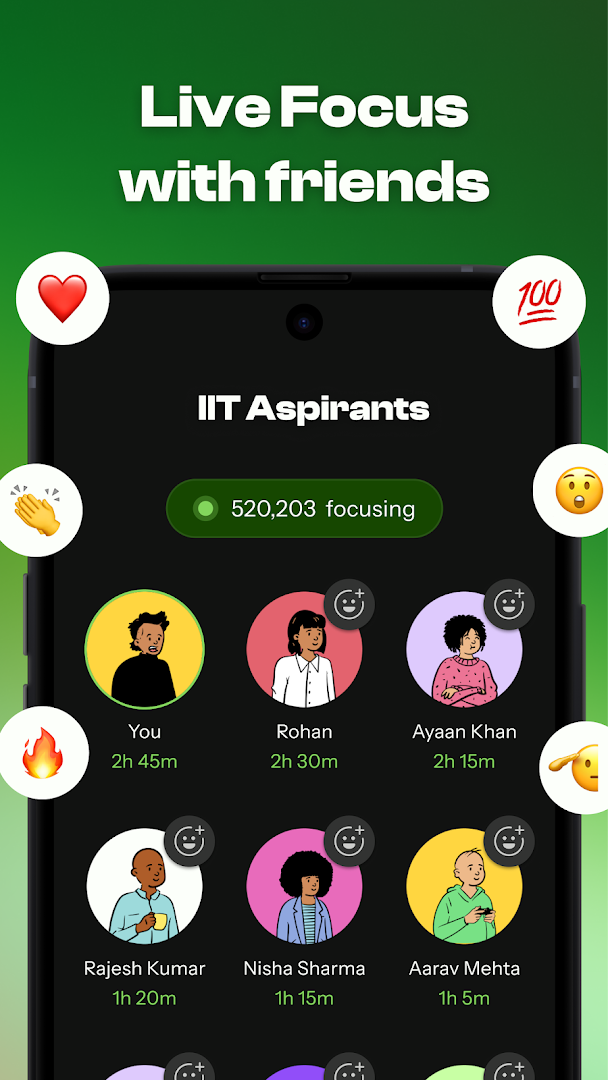 Live Focus
with friends
💯
IIT Aspirants
520,203 focusing
You
Rohan
Ayaan Khan
2h 45m
2h 30m
2h 15m
Rajesh Kumar
Nisha Sharma
Aarav Mehta
1h 20m
1h 15m
1h 5m